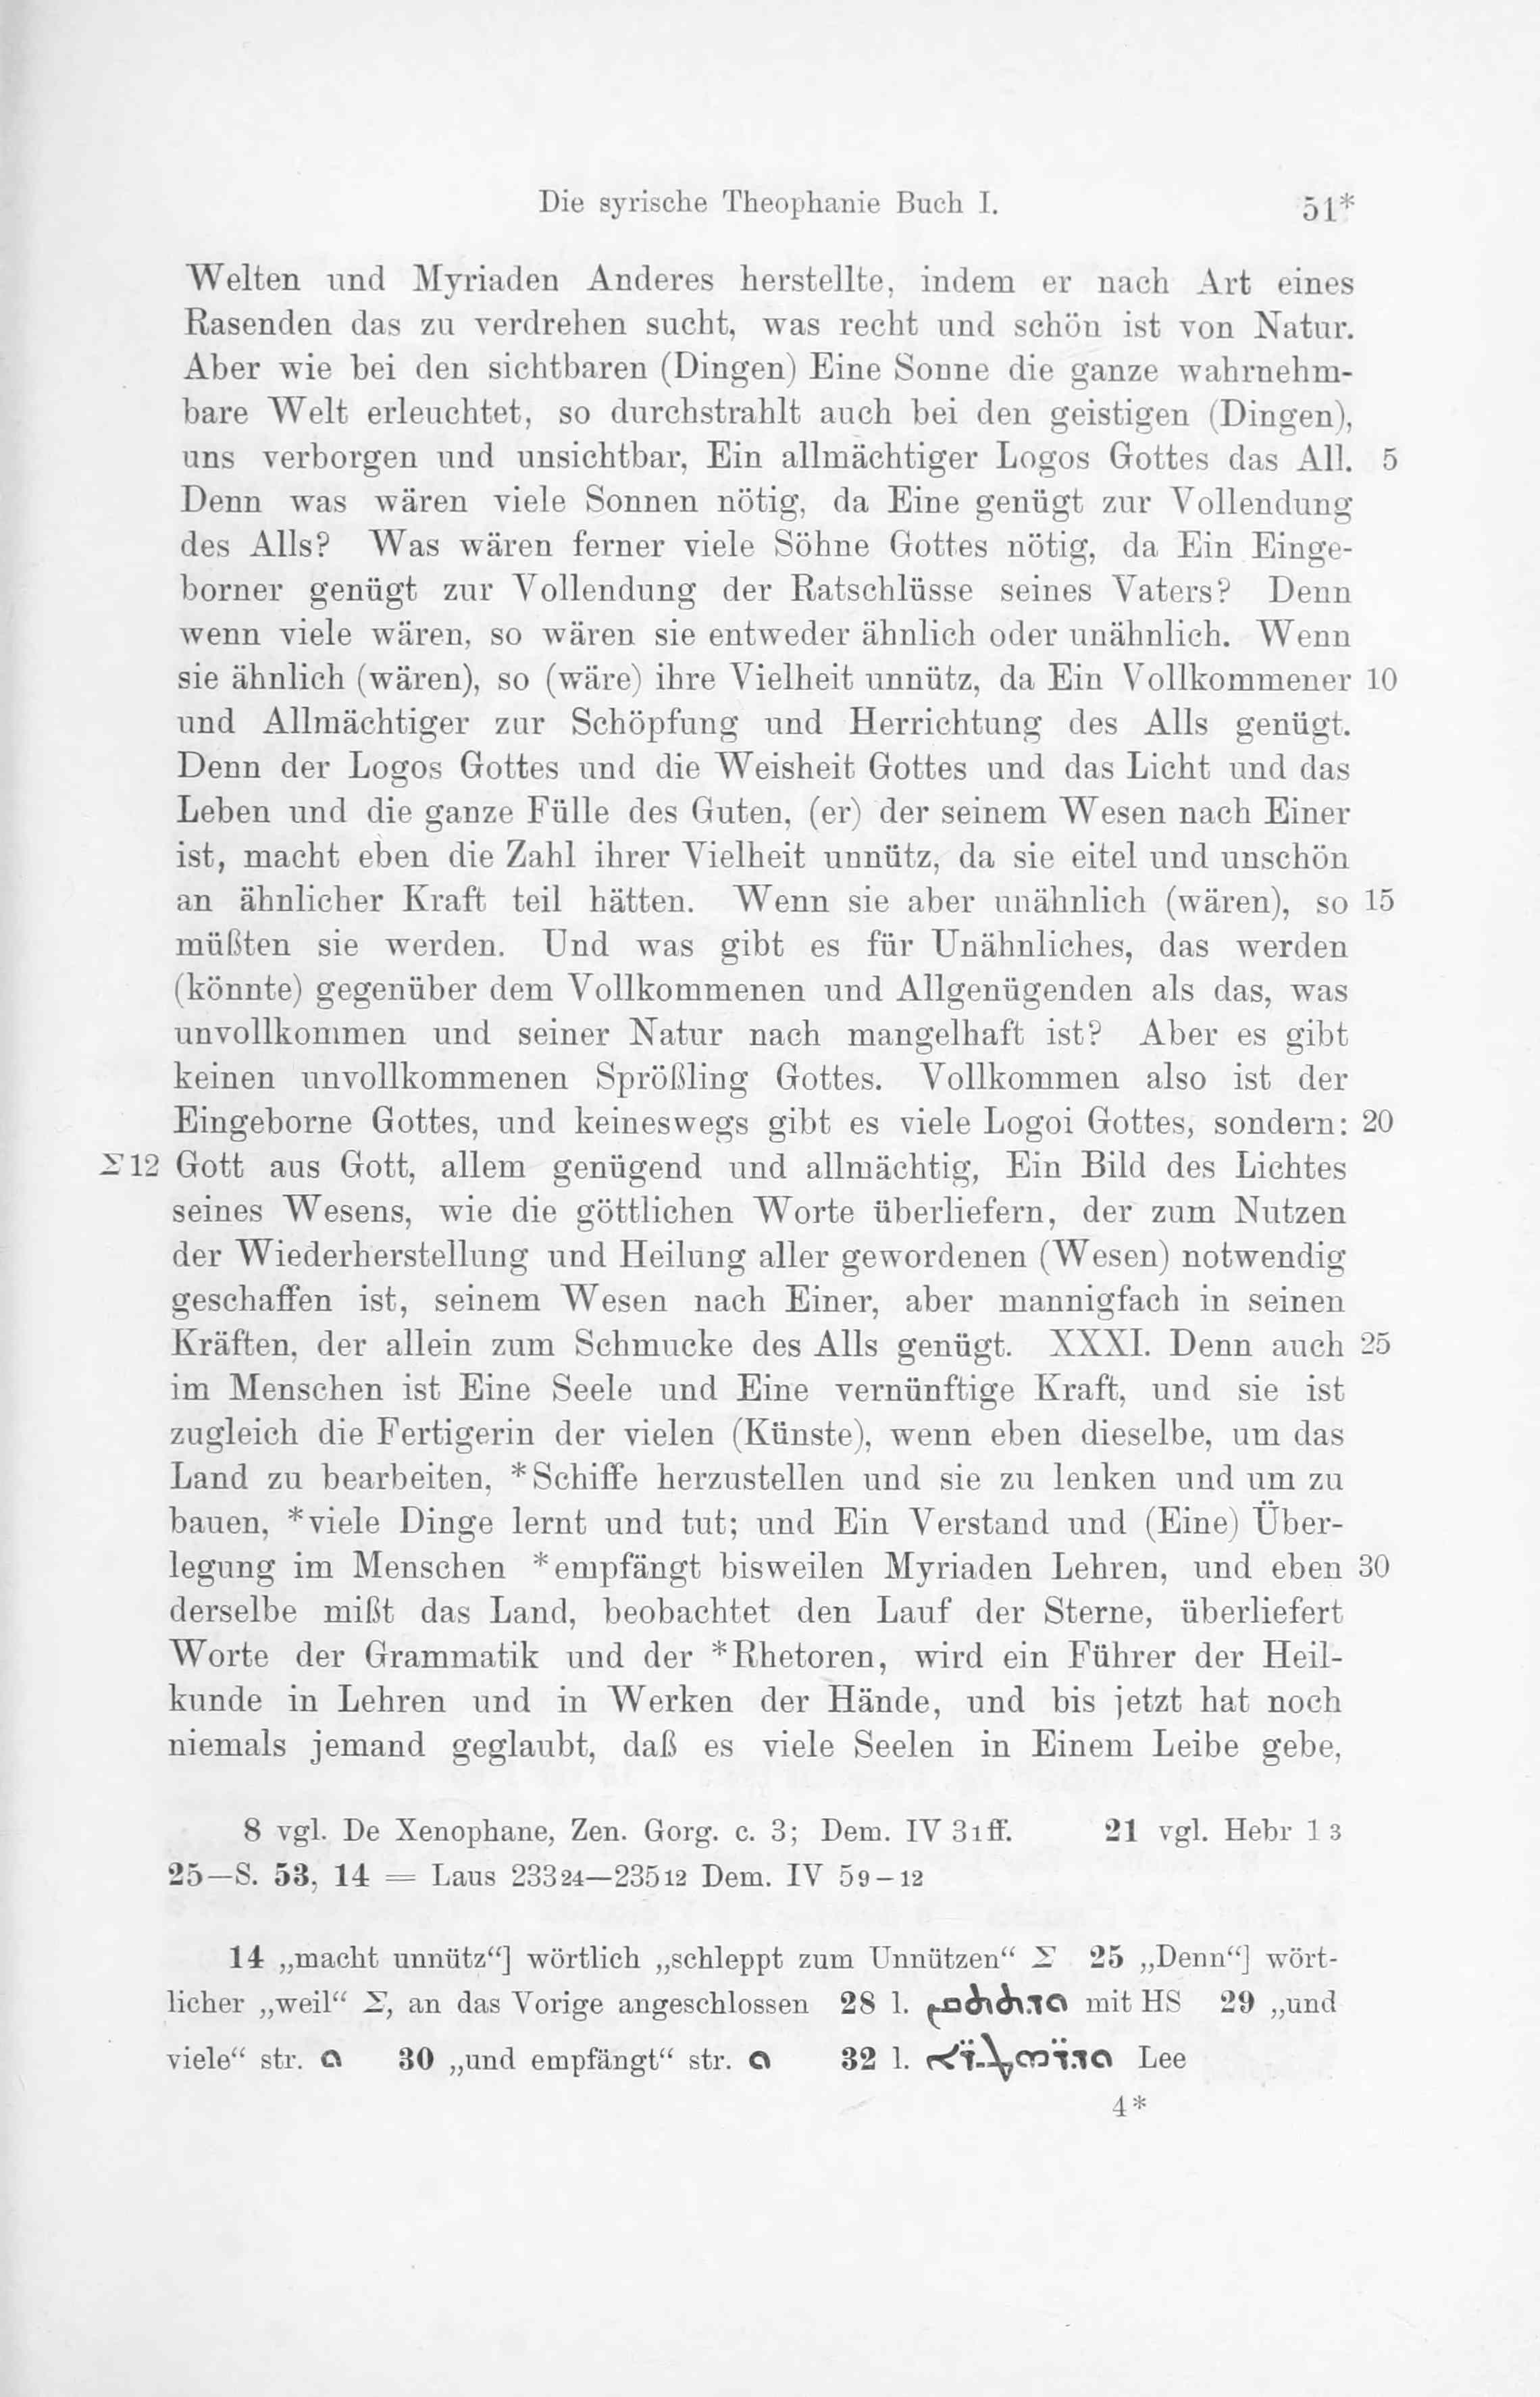 Die syrische Theophanie Buch I. 51*
Welten und Myriaden Anderes herstellte, indem er nach Art eines
Rasenden das zu verdrehen sucht, was recht und schön ist von Natur.
Aber wie bei den sichtbaren (Dingen) Eine Sonne die ganze wahrnehm-
bare Welt erleuchtet, so durchstrahlt auch bei den geistigen (Dingen),
uns verborgen und unsichtbar, Ein allmächtiger Logos Gottes das All. 5
Denn was wären viele Sonnen nötig, da Eine genügt zur Vollendung
des Alls? Was wären ferner viele Söhne Gottes nötig, da Ein Einge-
borner genügt zur Vollendung der Ratschlüsse seines Vaters? Denn
wenn viele wären, so wären sie entweder ähnlich oder unähnlich. Wenn
sie ähnlich (wären), so (wäre) ihre Vielheit unnütz, da Ein Vollkommener 10
und Allmächtiger zur Schöpfung und Herrichtung des Alls genügt.
Denn der Logos Gottes und die Weisheit Gottes und das Licht und das
Leben und die ganze Fülle des Guten, (er) der seinem Wesen nach Einer
ist, macht eben die Zahl ihrer Vielheit unnütz, da sie eitel und unschön
an ähnlicher Kraft teil hätten. Wenn sie aber unähnlich (wären), so 15
müßten sie werden. Und was gibt es für Unähnliches, das werden
(könnte) gegenüber dem Vollkommenen und Allgenügenden als das, was
unvollkommen und seiner Natur nach mangelhaft ist? Aber es gibt
keinen unvollkommenen Sprößling Gottes. Vollkommen also ist der
Eingeborne Gottes, und keineswegs gibt es viele Logoi Gottes, sondern: 20
Σ 12 Gott aus Gott, allem genügend und allmächtig, Ein Bild des Lichtes
seines Wesens, wie die göttlichen Worte überliefern, der zum Nutzen
der Wiederherstellung und Heilung aller gewordenen (Wesen) notwendig
geschaffen ist, seinem Wesen nach Einer, aber mannigfach in seinen
Kräften, der allein zum Schmucke des Alls genügt. XXXI. Denn auch 25
im Menschen ist Eine Seele und Eine vernünftige Kraft, und sie ist
zugleich die Fertigerin der vielen (Künste), wenn eben dieselbe, um das
Land zu bearbeiten, *Schiffe herzustellen und sie zu lenken und um zu
bauen, *viele Dinge lernt und tut; und Ein Verstand und (Eine) Über-
legung im Menschen *empfängt bisweilen Myriaden Lehren, und eben 30
derselbe mißt das Land, beobachtet den Lauf der Sterne, überliefert
Worte der Grammatik und der *Rhetoren, wird ein Führer der Heil-
kunde in Lehren und in Werken der Hände, und bis jetzt hat noch
niemals jemand geglaubt, daß es viele Seelen in Einem Leibe gebe,
8 vgl. De Xenophane, Zen. Gorg. c. 3; Dem. IV 3 1 ff. 21 vgl. Hebr 1 3
25—S. 53, 14 = Laus 233 24—235 12 Dem. IV 5 9 – 12
14 „macht unnütz“] wörtlich „schleppt zum Unnützen“ Σ 25 „Denn“] wört-
licher „weil“ Σ, an das Vorige angeschlossen 28 l. mit HS 29 „und
viele“ str. ܘ 30 „und empfängt“ str. ܘ 32 l. Lee
4*